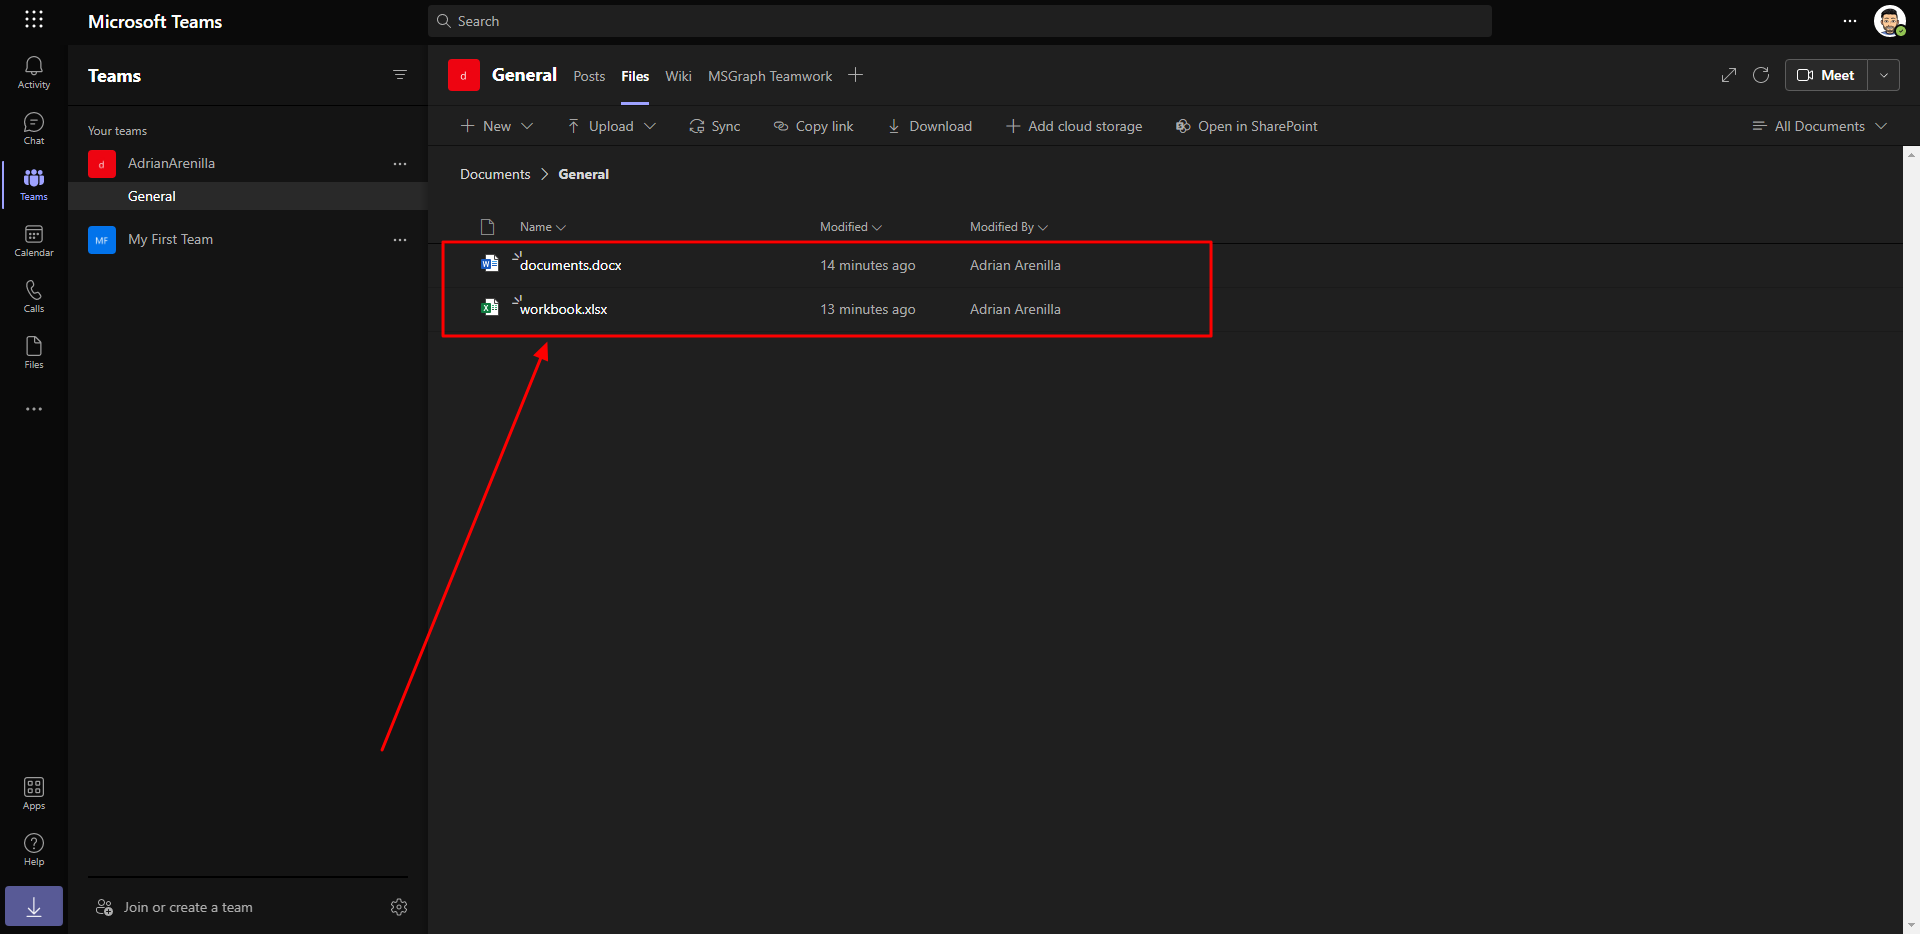 Microsoft Teams
Search
Activity
Chat
Teams
Calendar
Calls
Files
Apps
Help
Teams
Your teams
d AdrianArenilla
General
MF My First Team
Join or create a team
d General Posts Files Wiki MSGraph Teamwork
Meet
New Upload Sync Copy link Download Add cloud storage Open in SharePoint All Documents
Documents > General
Name Modified Modified By
documents.docx 14 minutes ago Adrian Arenilla
workbook.xlsx 13 minutes ago Adrian Arenilla